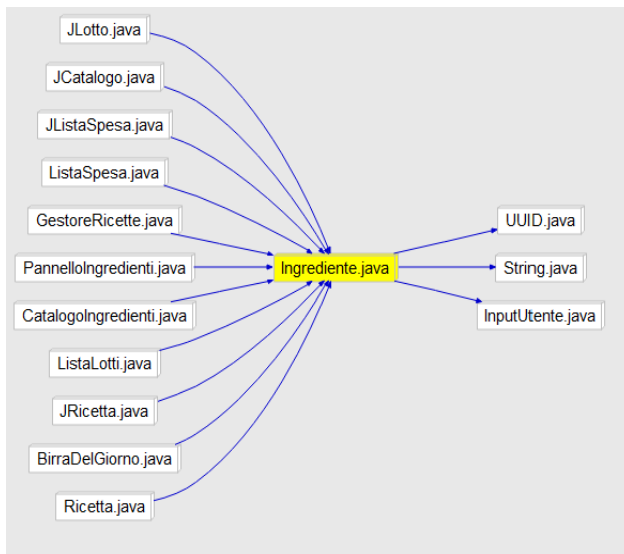 JLotto.java
JCatalogo.java
JListaSpesa.java
ListaSpesa.java
GestoreRicette.java
PannelloIngredienti.java
CatalogoIngredienti.java
ListaLotti.java
JRicetta.java
BirraDelGiorno.java
Ricetta.java
Ingrediente.java
UUID.java
String.java
InputUtente.java